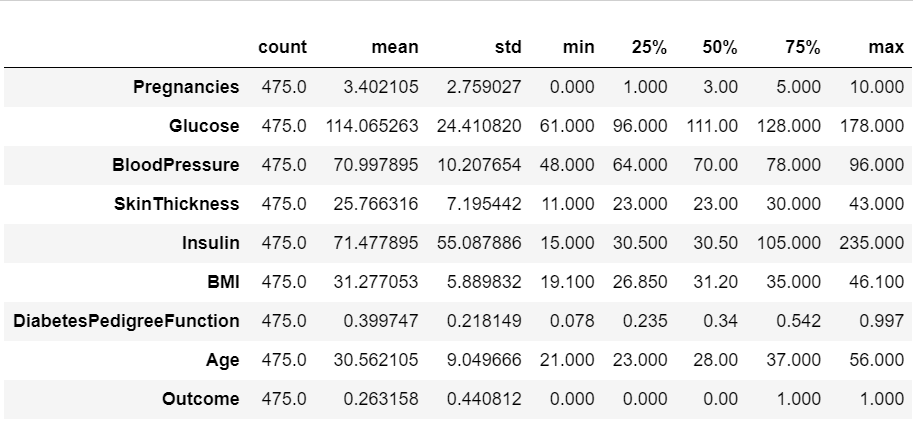 count mean std min 25% 50% 75% max
Pregnancies 475.0 3.402105 2.759027 0.000 1.000 3.00 5.000 10.000
Glucose 475.0 114.065263 24.410820 61.000 96.000 111.00 128.000 178.000
BloodPressure 475.0 70.997895 10.207654 48.000 64.000 70.00 78.000 96.000
SkinThickness 475.0 25.766316 7.195442 11.000 23.000 23.00 30.000 43.000
Insulin 475.0 71.477895 55.087886 15.000 30.500 30.50 105.000 235.000
BMI 475.0 31.277053 5.889832 19.100 26.850 31.20 35.000 46.100
DiabetesPedigreeFunction 475.0 0.399747 0.218149 0.078 0.235 0.34 0.542 0.997
Age 475.0 30.562105 9.049666 21.000 23.000 28.00 37.000 56.000
Outcome 475.0 0.263158 0.440812 0.000 0.000 0.00 1.000 1.000